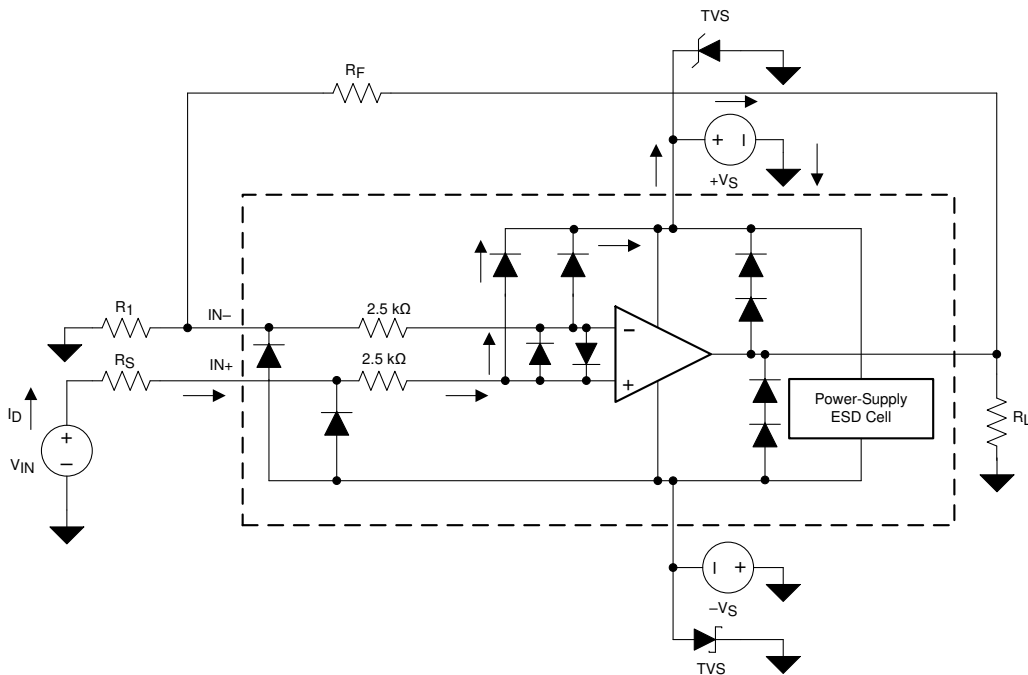 TVS
RF
+ –
+VS
R1
IN–
2.5 kΩ
–
RS
IN+
2.5 kΩ
+
Power-Supply
ESD Cell
RL
ID
+
VIN
–
– +
–VS
TVS